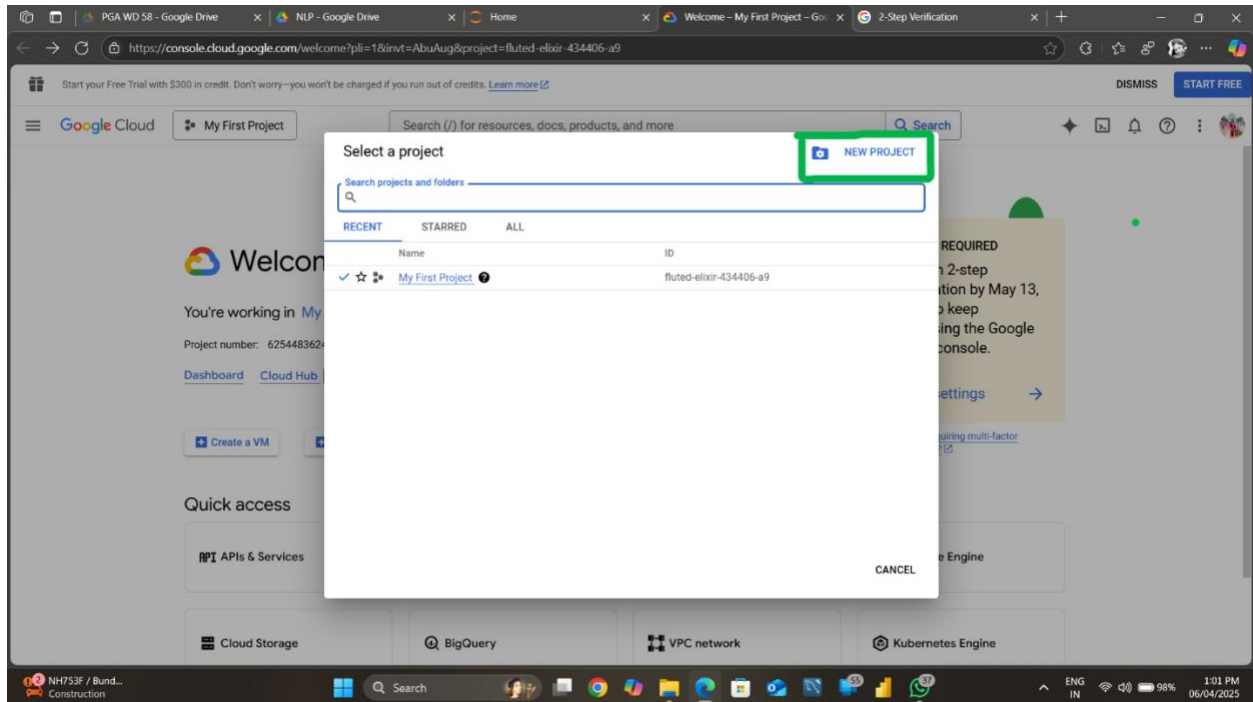 PGA WD 58 - Google Drive
NLP - Google Drive
Home
Welcome – My First Project – Goo
2-Step Verification
https://console.cloud.google.com/welcome?pli=1&invt=AbuAug&project=fluted-elixir-434406-a9
Start your Free Trial with $300 in credit. Don't worry—you won't be charged if you run out of credits. Learn more
DISMISS
START FREE
Google Cloud
My First Project
Search (/) for resources, docs, products, and more
Search
Select a project
NEW PROJECT
Search projects and folders
RECENT STARRED ALL
Name ID
My First Project fluted-elixir-434406-a9
CANCEL
Welcon
You're working in My
Project number: 6254483624
Dashboard Cloud Hub
Create a VM
REQUIRED
2-step
ation by May 13,
keep
ing the Google
console.
ettings
quiring multi-factor
Quick access
API APIs & Services
e Engine
Cloud Storage
BigQuery
VPC network
Kubernetes Engine
2
NH753F / Bund...
Construction
Search
55
37
ENG
IN
98%
1:01 PM
06/04/2025